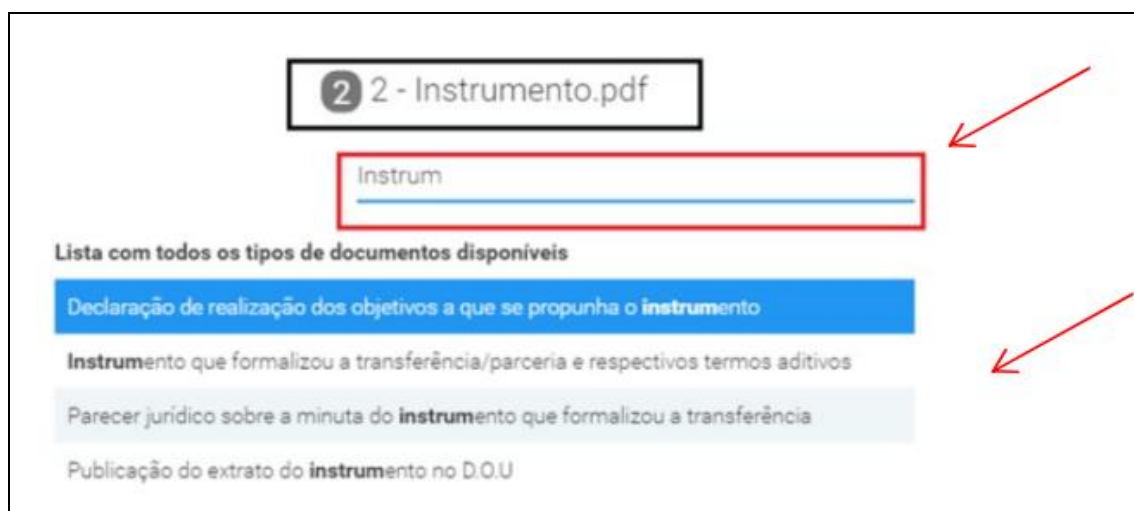 2 2 - Instrumento.pdf
Instrum
Lista com todos os tipos de documentos disponíveis
Declaração de realização dos objetivos a que se propunha o instrumento
Instrumento que formalizou a transferência/parceria e respectivos termos aditivos
Parecer jurídico sobre a minuta do instrumento que formalizou a transferência
Publicação do extrato do instrumento no D.O.U